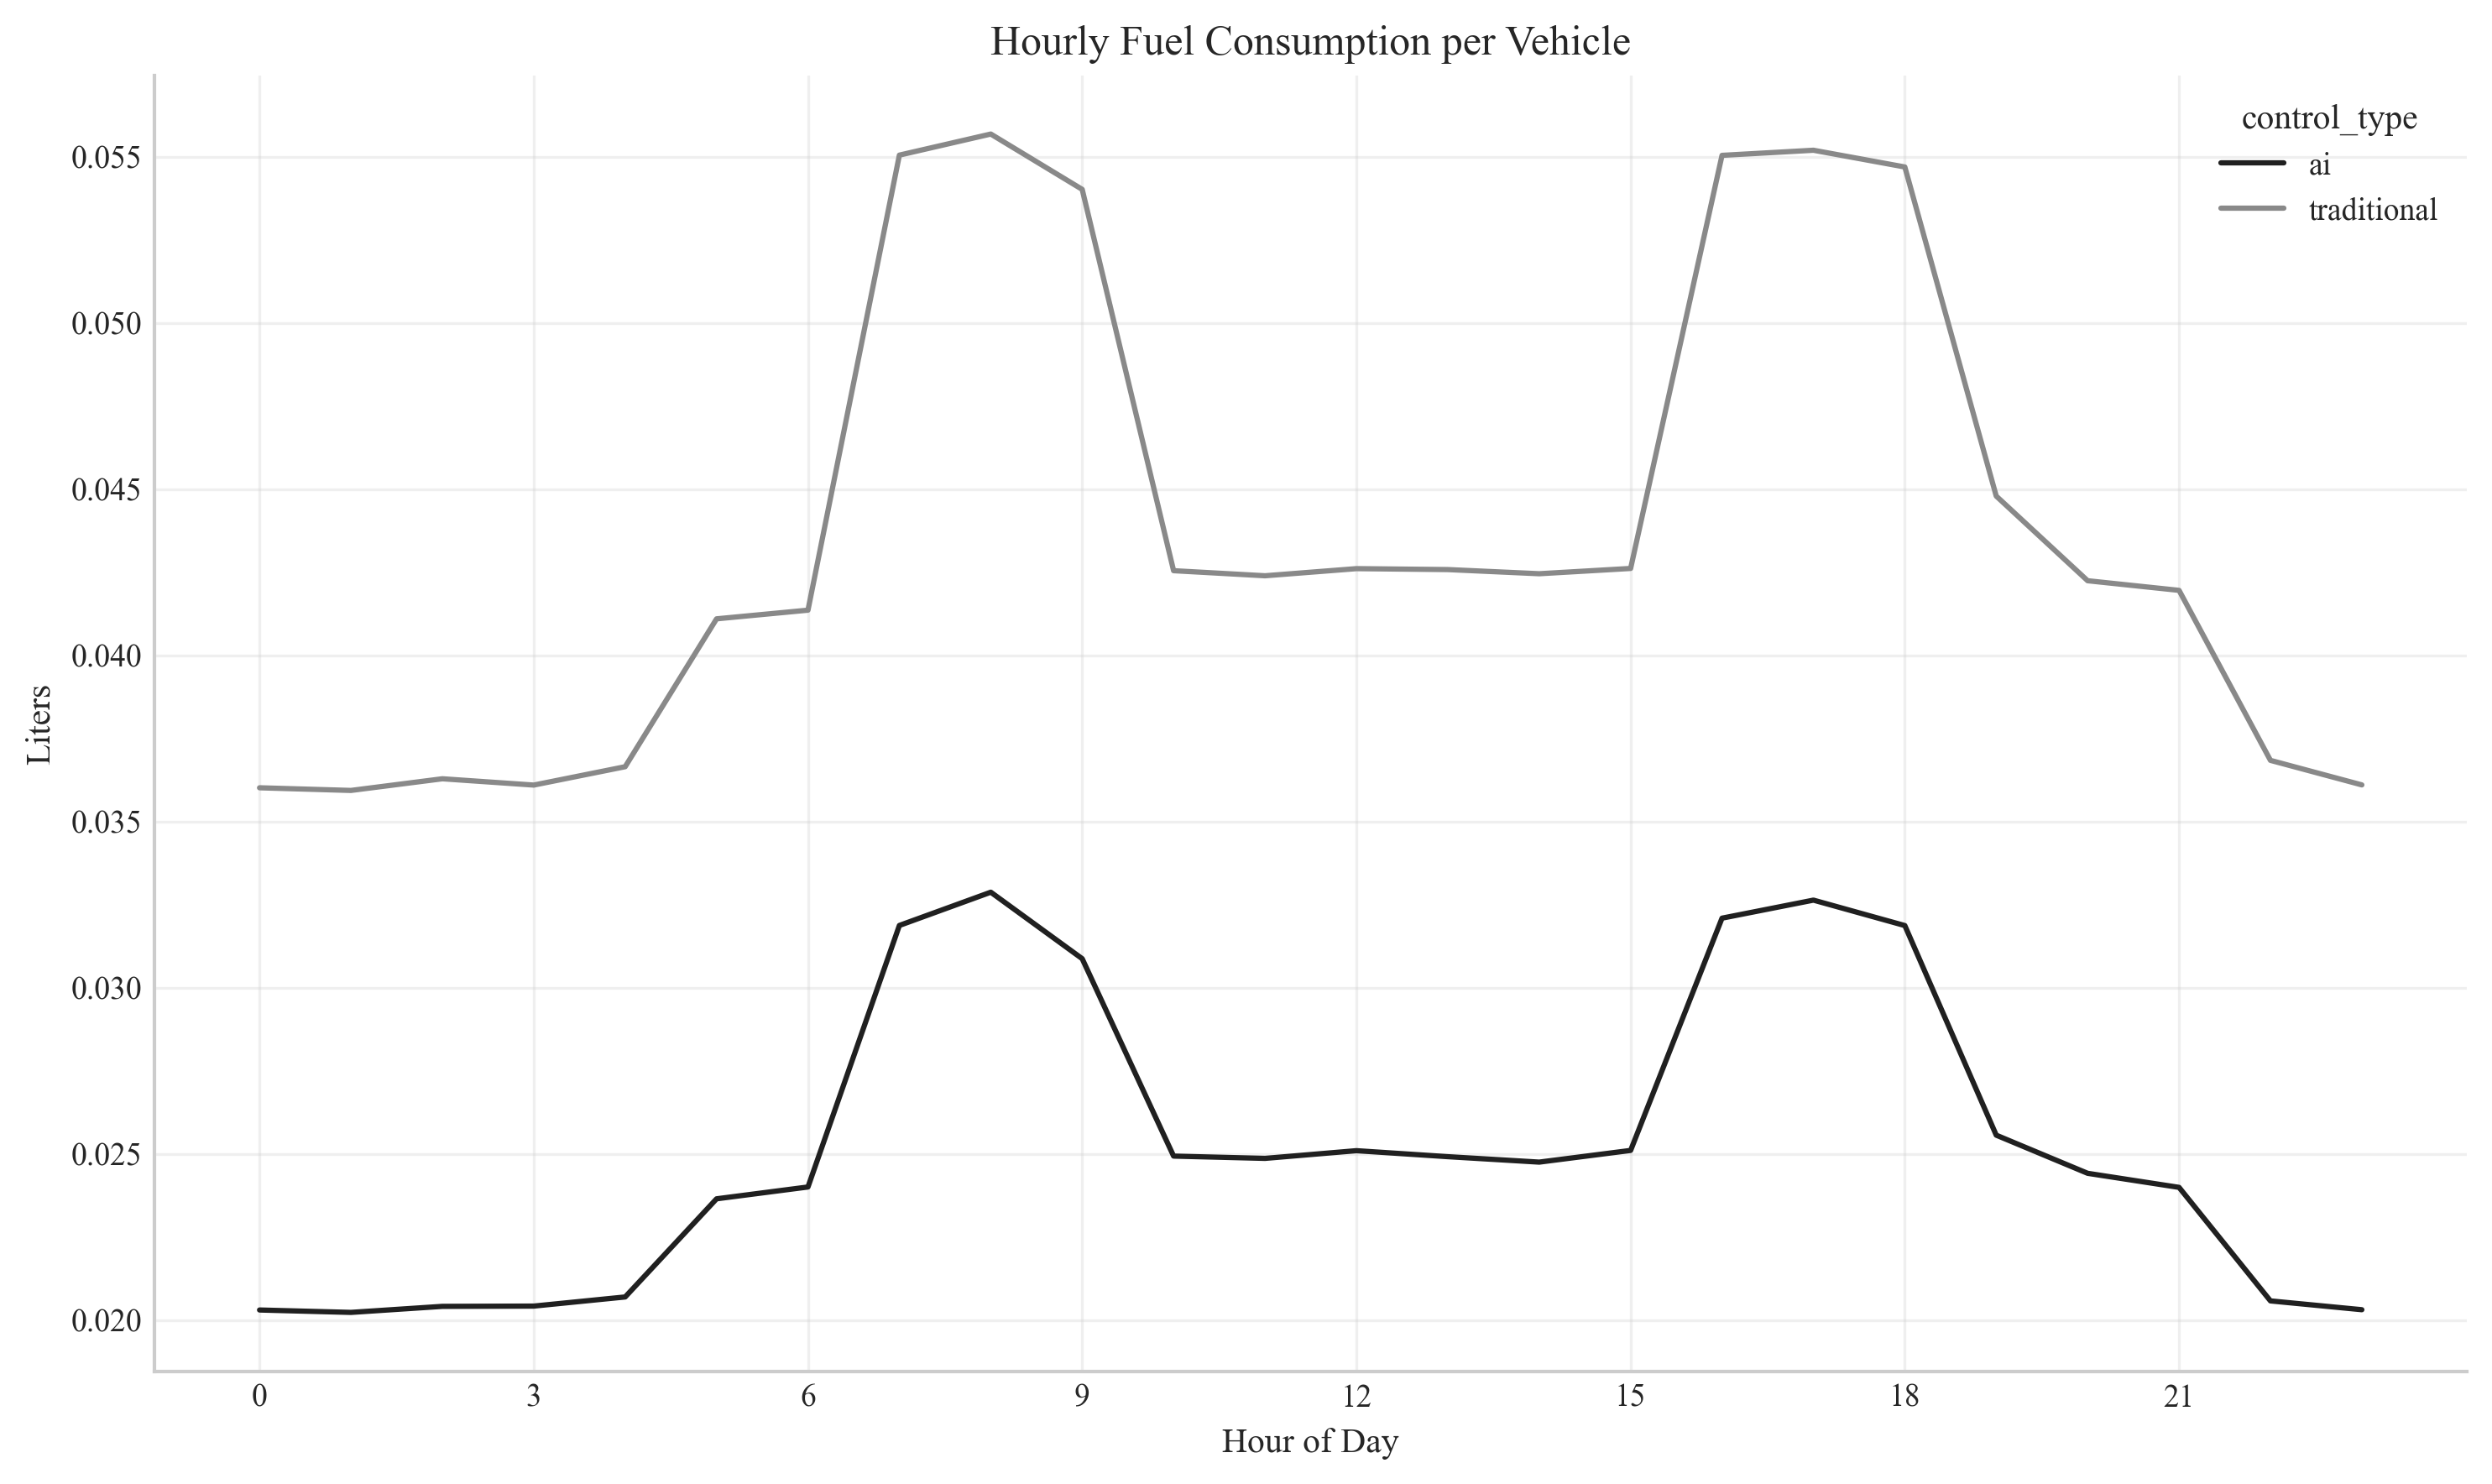 Hourly Fuel Consumption per Vehicle
control_type
ai
traditional
0.055
0.050
0.045
0.040
0.035
0.030
0.025
0.020
Liters
0 3 6 9 12 15 18 21
Hour of Day